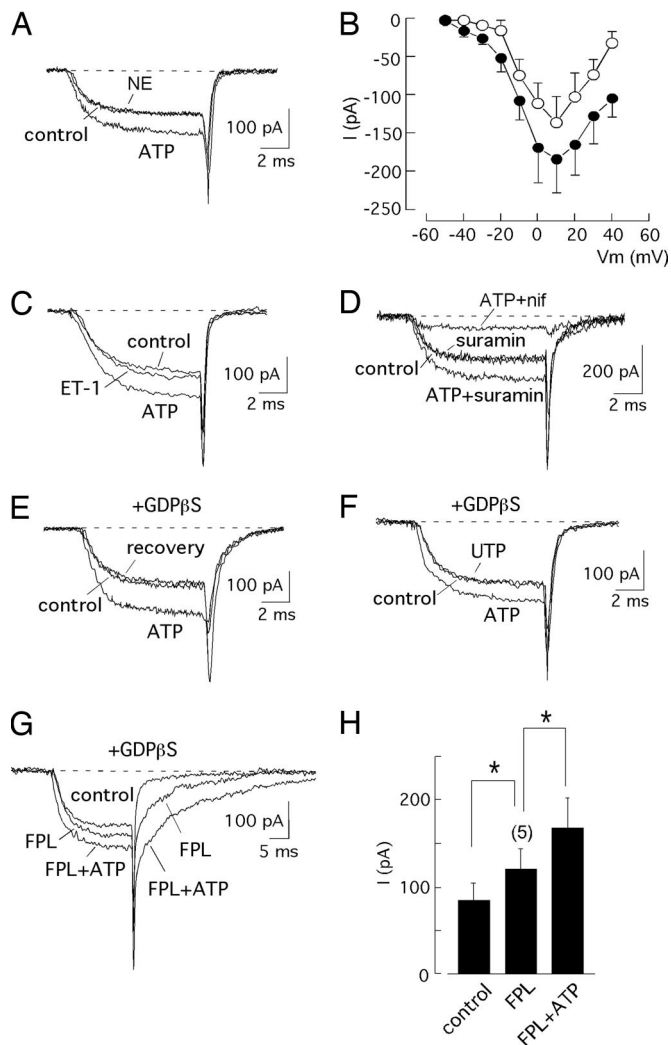 A
NE
control
ATP
100 pA
2 ms
B
I (pA)
0
-50
-100
-150
-200
-250
-60 -40 -20 0 20 40 60
Vm (mV)
C
control
ET-1
ATP
100 pA
2 ms
D
ATP+nif
suramin
control
ATP+suramin
200 pA
2 ms
E
+GDPβS
recovery
control
ATP
100 pA
2 ms
F
+GDPβS
UTP
control
ATP
100 pA
2 ms
G
+GDPβS
control
FPL
FPL+ATP
FPL
FPL+ATP
100 pA
5 ms
H
*
*
(5)
I (pA)
200
100
0
control
FPL
FPL+ATP